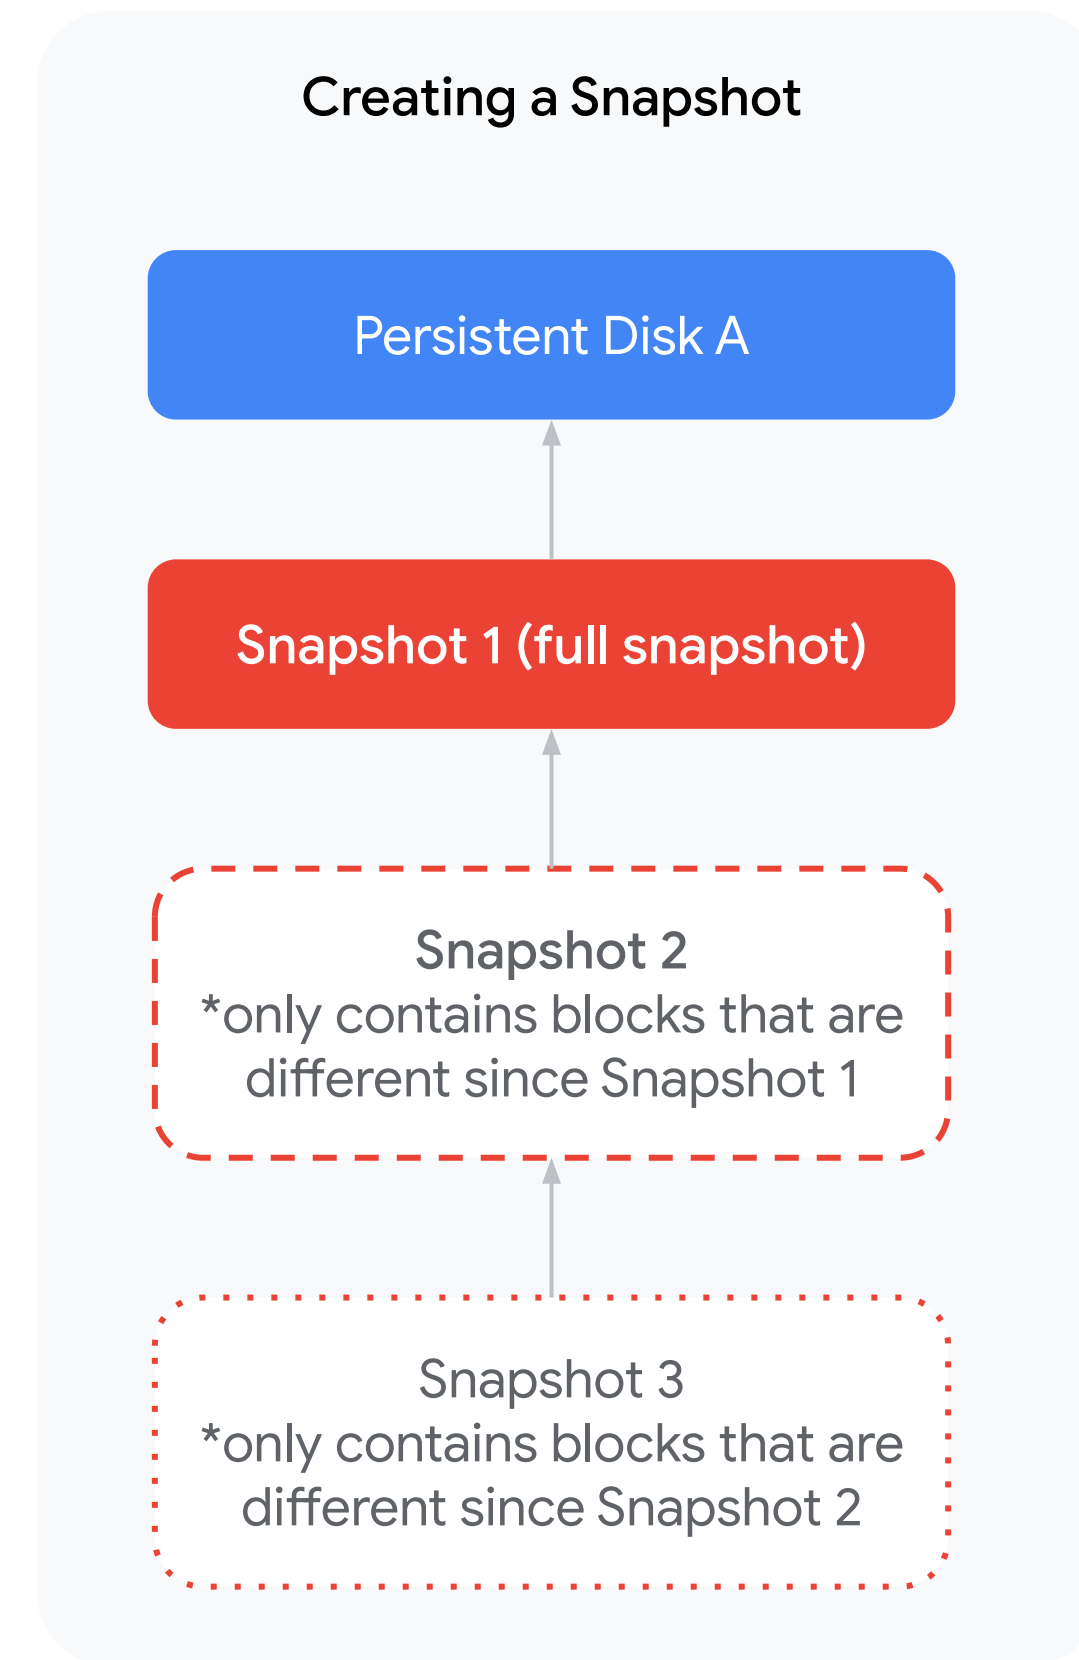 Creating a Snapshot
Persistent Disk A
Snapshot 1 (full snapshot)
Snapshot 2
*only contains blocks that are
different since Snapshot 1
Snapshot 3
*only contains blocks that are
different since Snapshot 2